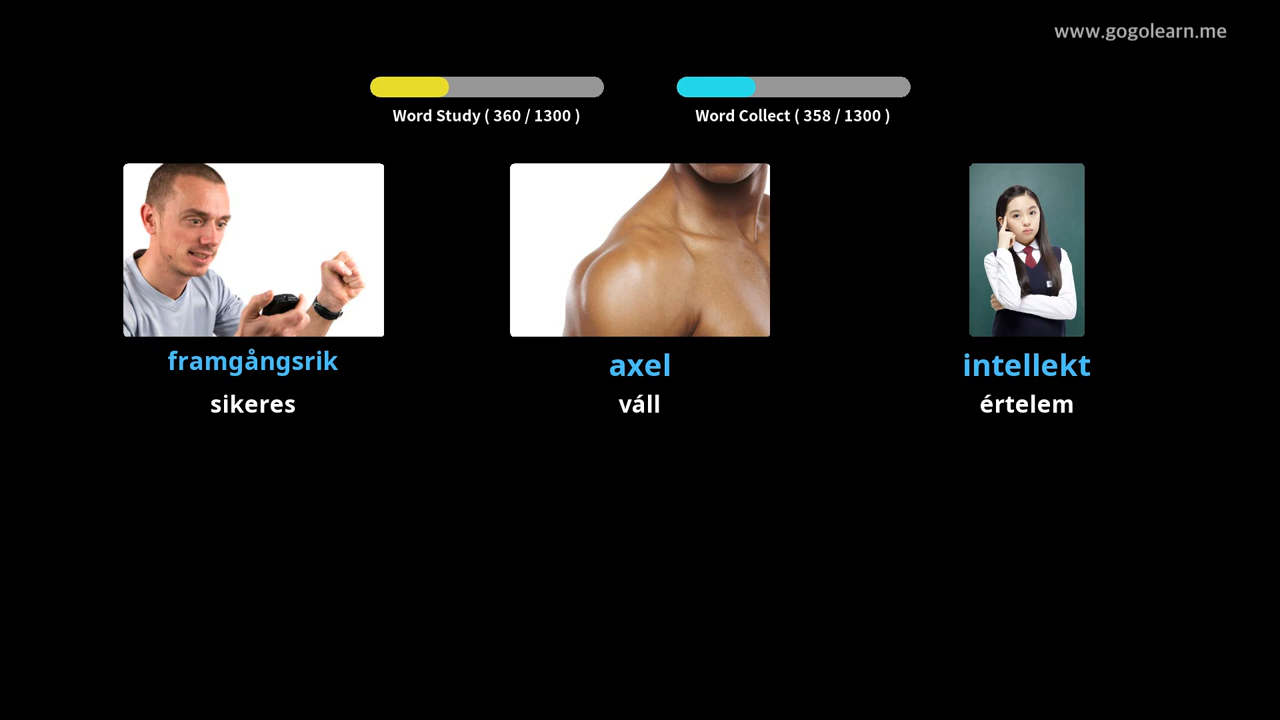 www.gogolearn.me
Word Study ( 360 / 1300 )
Word Collect ( 358 / 1300 )
framgångsrik
axel
intellekt
sikeres
váll
értelem